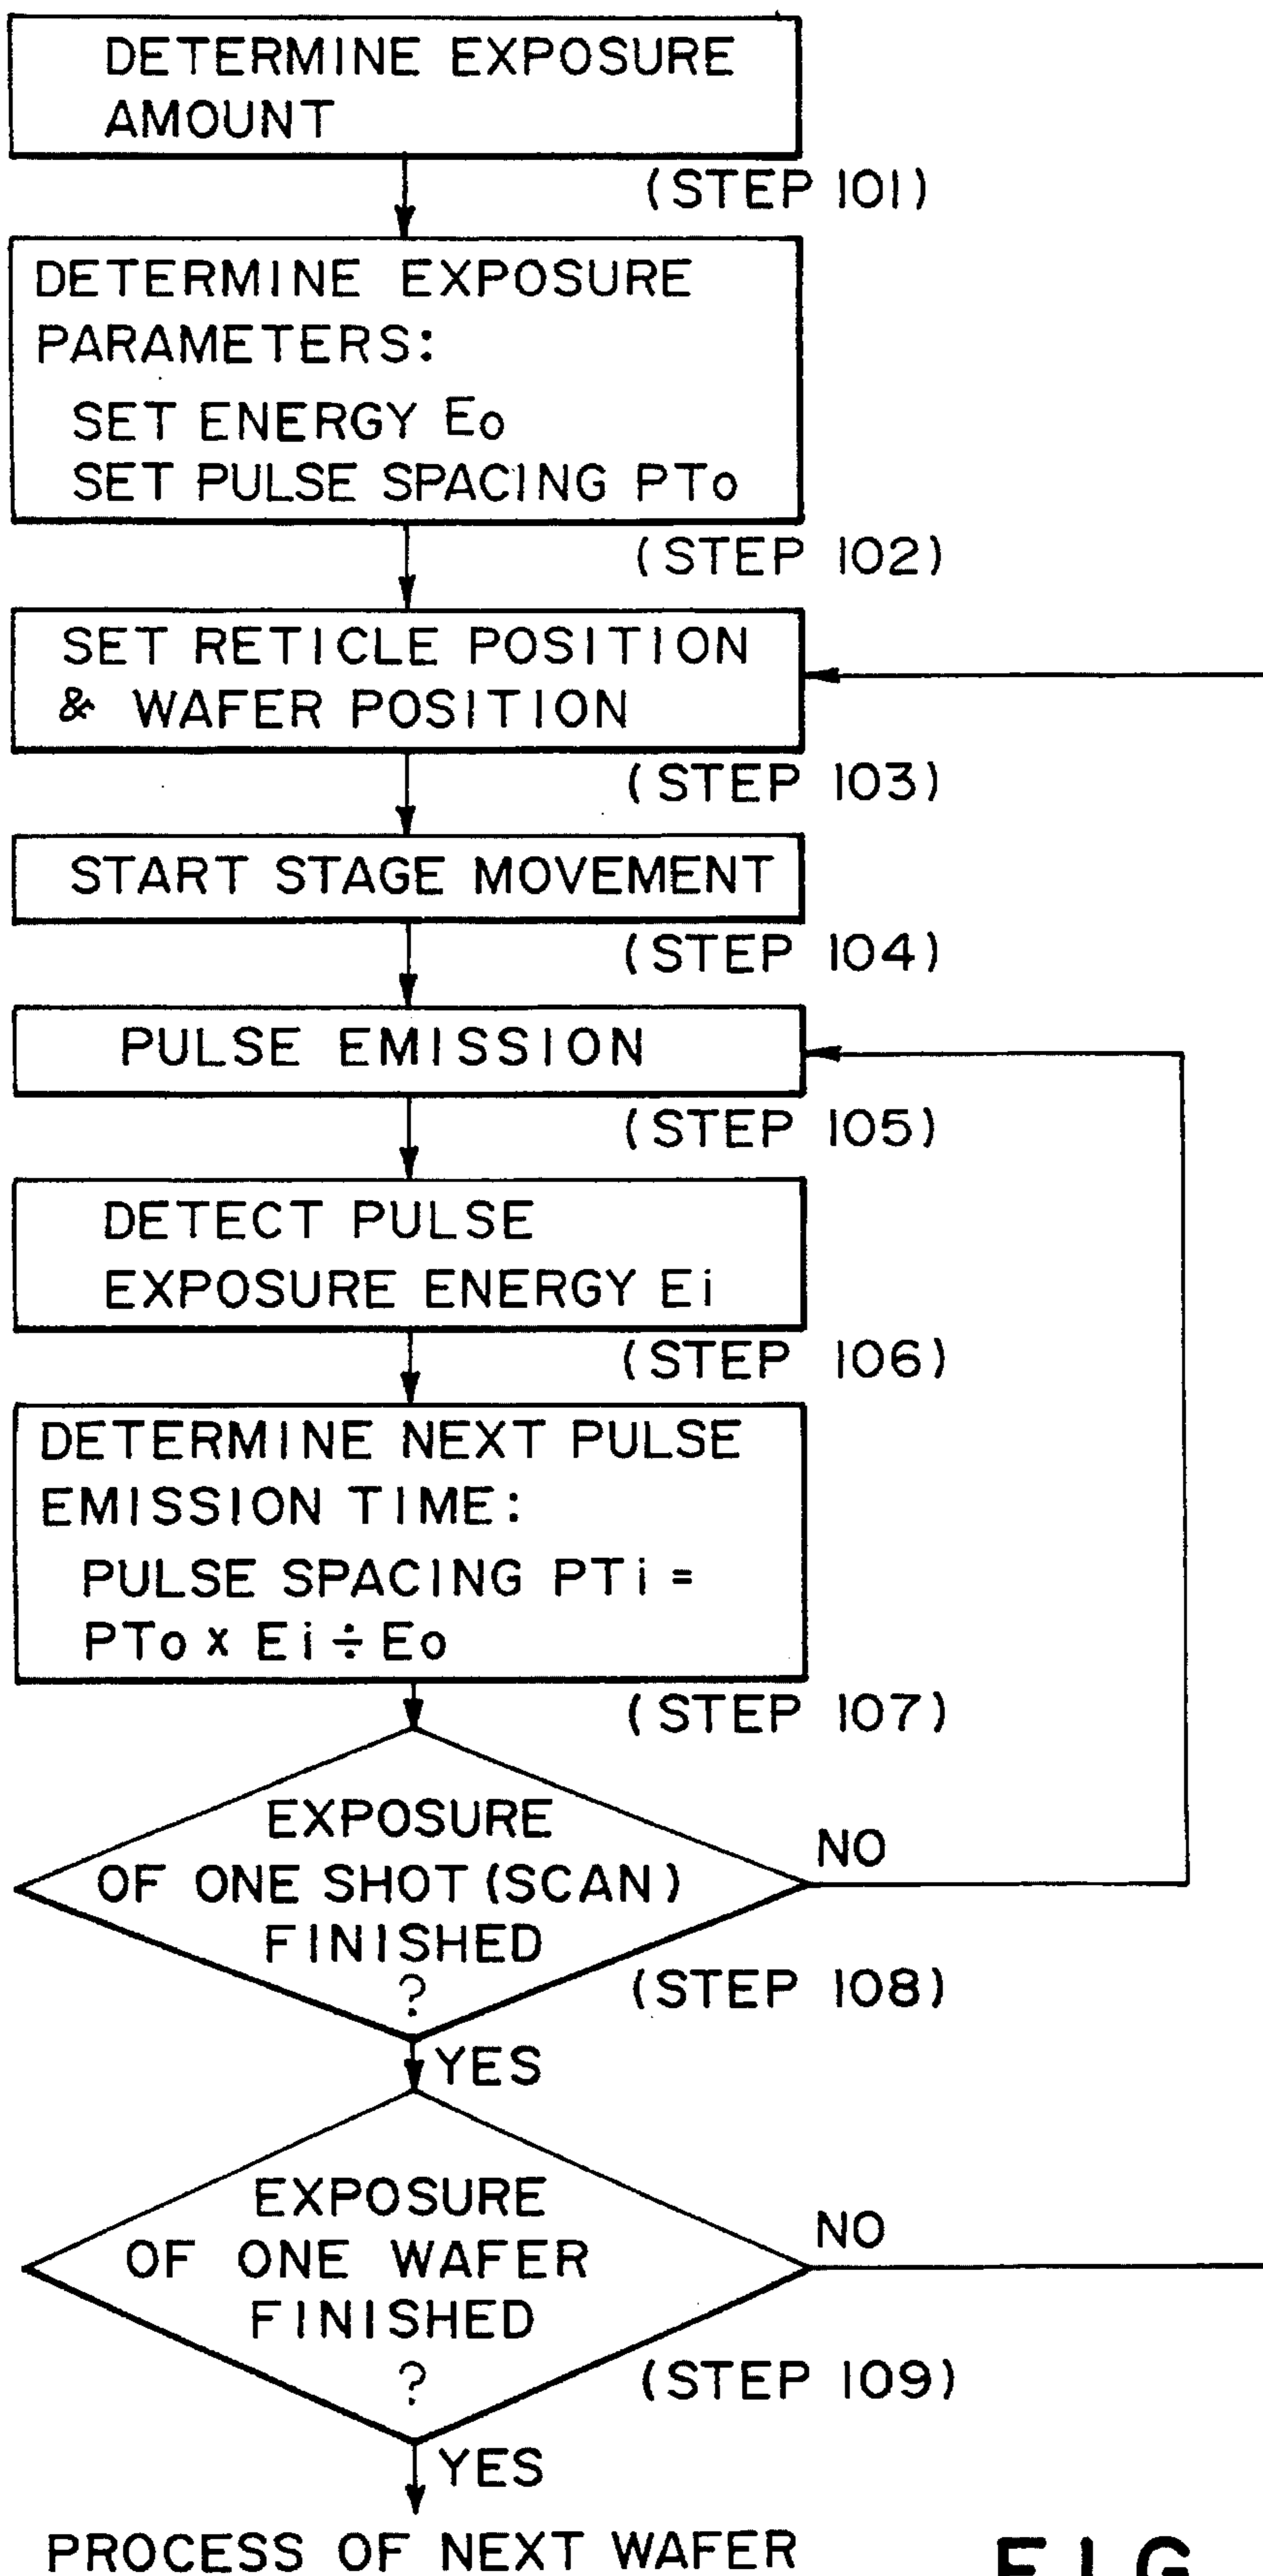 DETERMINE EXPOSURE
AMOUNT
(STEP 101)
DETERMINE EXPOSURE
PARAMETERS:
SET ENERGY Eo
SET PULSE SPACING PTo
(STEP 102)
SET RETICLE POSITION
& WAFER POSITION
(STEP 103)
START STAGE MOVEMENT
(STEP 104)
PULSE EMISSION
(STEP 105)
DETECT PULSE
EXPOSURE ENERGY Ei
(STEP 106)
DETERMINE NEXT PULSE
EMISSION TIME:
PULSE SPACING PTi =
PTo x Ei ÷ Eo
(STEP 107)
EXPOSURE
OF ONE SHOT (SCAN)
FINISHED
?
NO
(STEP 108)
YES
EXPOSURE
OF ONE WAFER
FINISHED
?
NO
(STEP 109)
YES
PROCESS OF NEXT WAFER
FIG